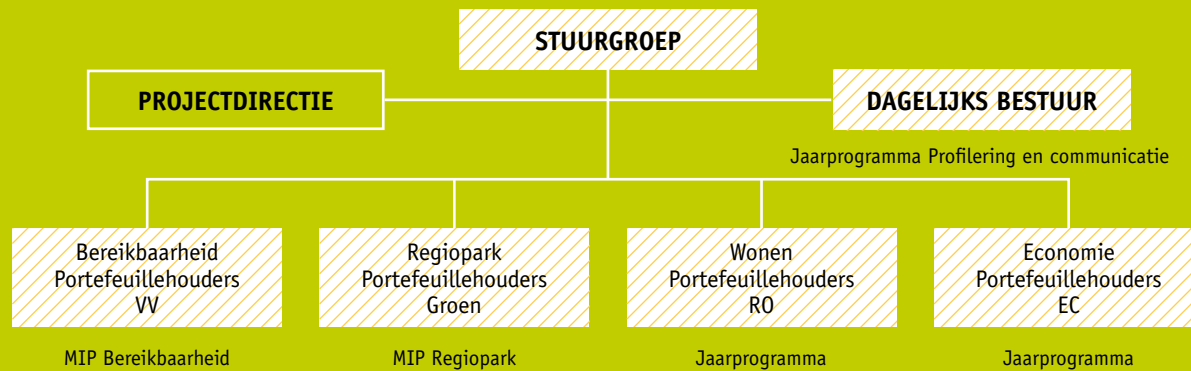 STUURGROEP
PROJECTDIRECTIE
DAGELIJKS BESTUUR
Jaarprogramma Profilering en communicatie
Bereikbaarheid
Portefeuillehouders
VV
Regiopark
Portefeuillehouders
Groen
Wonen
Portefeuillehouders
RO
Economie
Portefeuillehouders
EC
MIP Bereikbaarheid
MIP Regiopark
Jaarprogramma
Jaarprogramma